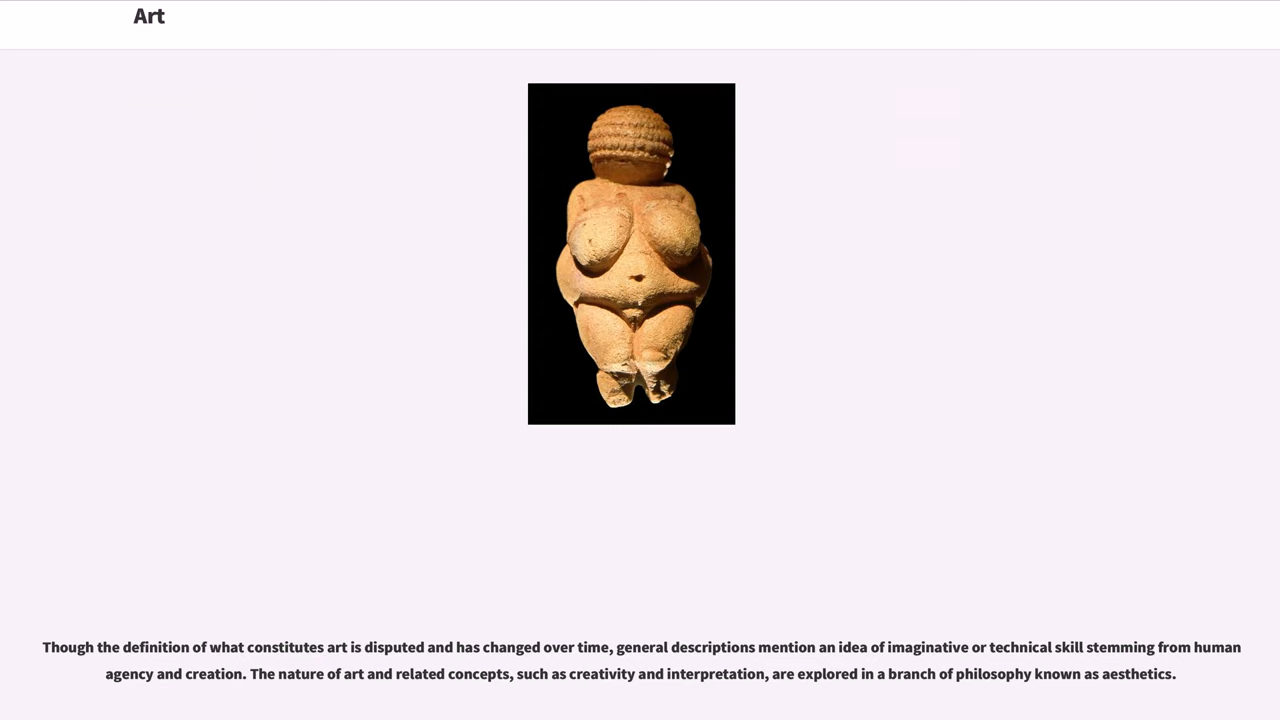 Art
Though the definition of what constitutes art is disputed and has changed over time, general descriptions mention an idea of imaginative or technical skill stemming from human
agency and creation. The nature of art and related concepts, such as creativity and interpretation, are explored in a branch of philosophy known as aesthetics.